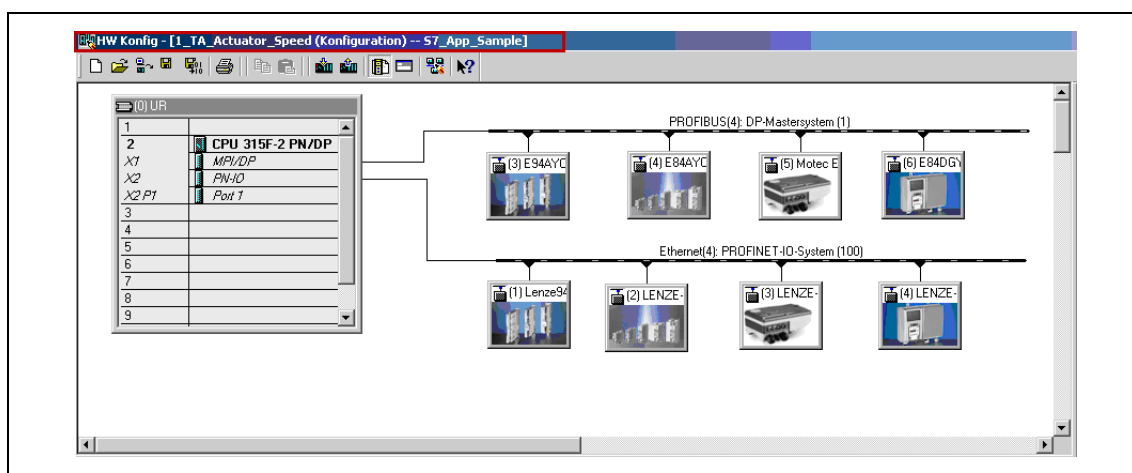 HW Konfig - [1_TA_Actuator_Speed (Konfiguration) -- S7_App_Sample]
(0) UR
1
2 CPU 315F-2 PN/DP
X1 MPI/DP
X2 PN-IO
X2 P1 Port 1
3
4
5
6
7
8
9
PROFIBUS(4): DP-Mastersystem (1)
(3) E94AYC
(4) E84AYC
(5) Motec E
(6) E84DGV
Ethernet(4): PROFINET-IO-System (100)
(1) Lenze94
(2) LENZE-
(3) LENZE-
(4) LENZE-